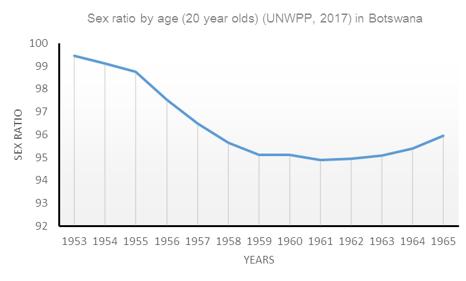 Sex ratio by age (20 year olds) (UNWPP, 2017) in Botswana
100
99
98
97
96
95
94
93
92
SEX RATIO
1953 1954 1955 1956 1957 1958 1959 1960 1961 1962 1963 1964 1965
YEARS